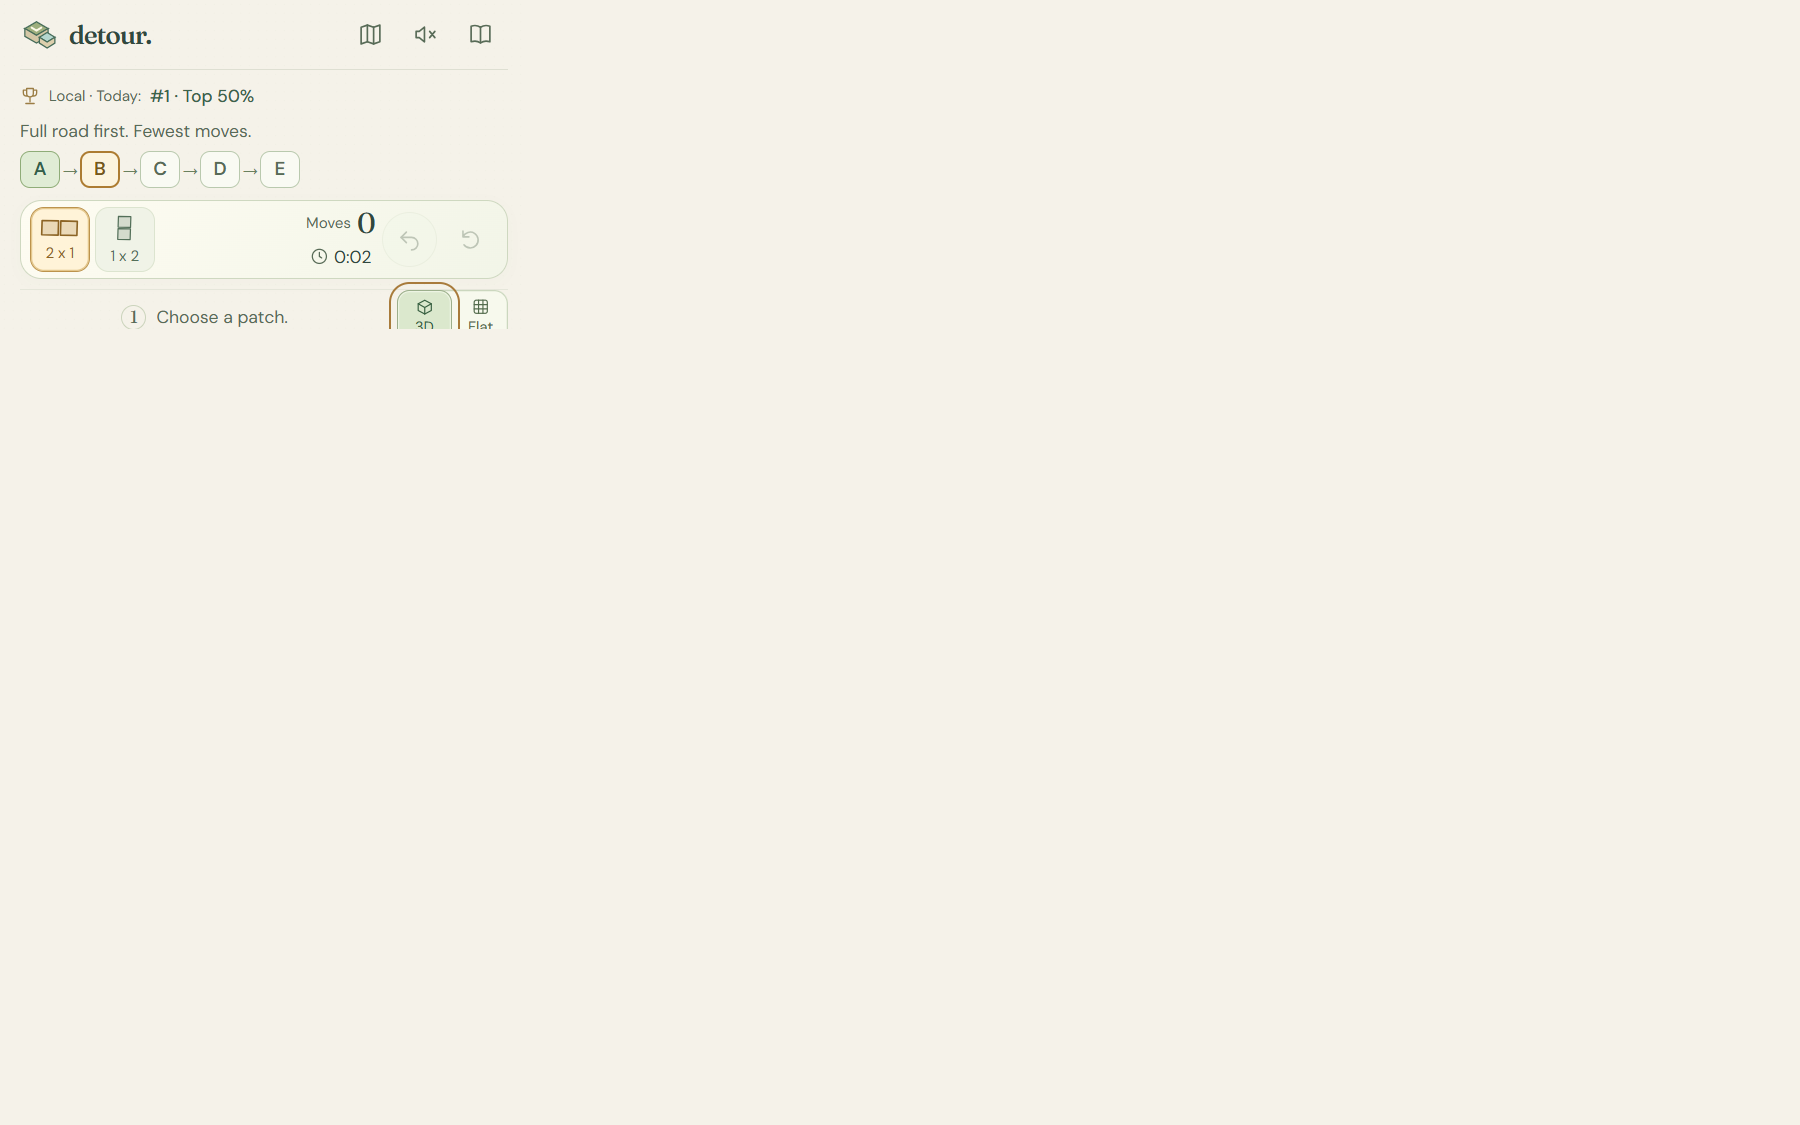 detour.
Local · Today: #1 · Top 50%
Full road first. Fewest moves.
A → B → C → D → E
2 x 1
1 x 2
Moves 0
0:02
1 Choose a patch.
3D
Flat